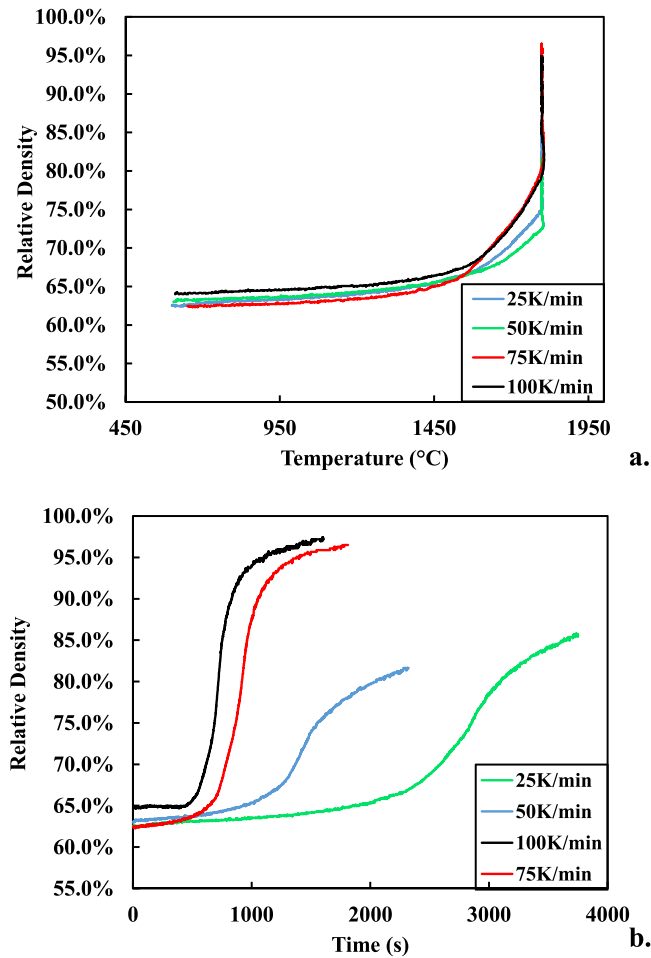 100.0%
95.0%
90.0%
85.0%
80.0%
75.0%
70.0%
65.0%
60.0%
55.0%
50.0%
Relative Density
450 950 1450 1950
Temperature (°C)
25K/min
50K/min
75K/min
100K/min
a.
100.0%
95.0%
90.0%
85.0%
80.0%
75.0%
70.0%
65.0%
60.0%
55.0%
Relative Density
0 1000 2000 3000 4000
Time (s)
25K/min
50K/min
100K/min
75K/min
b.